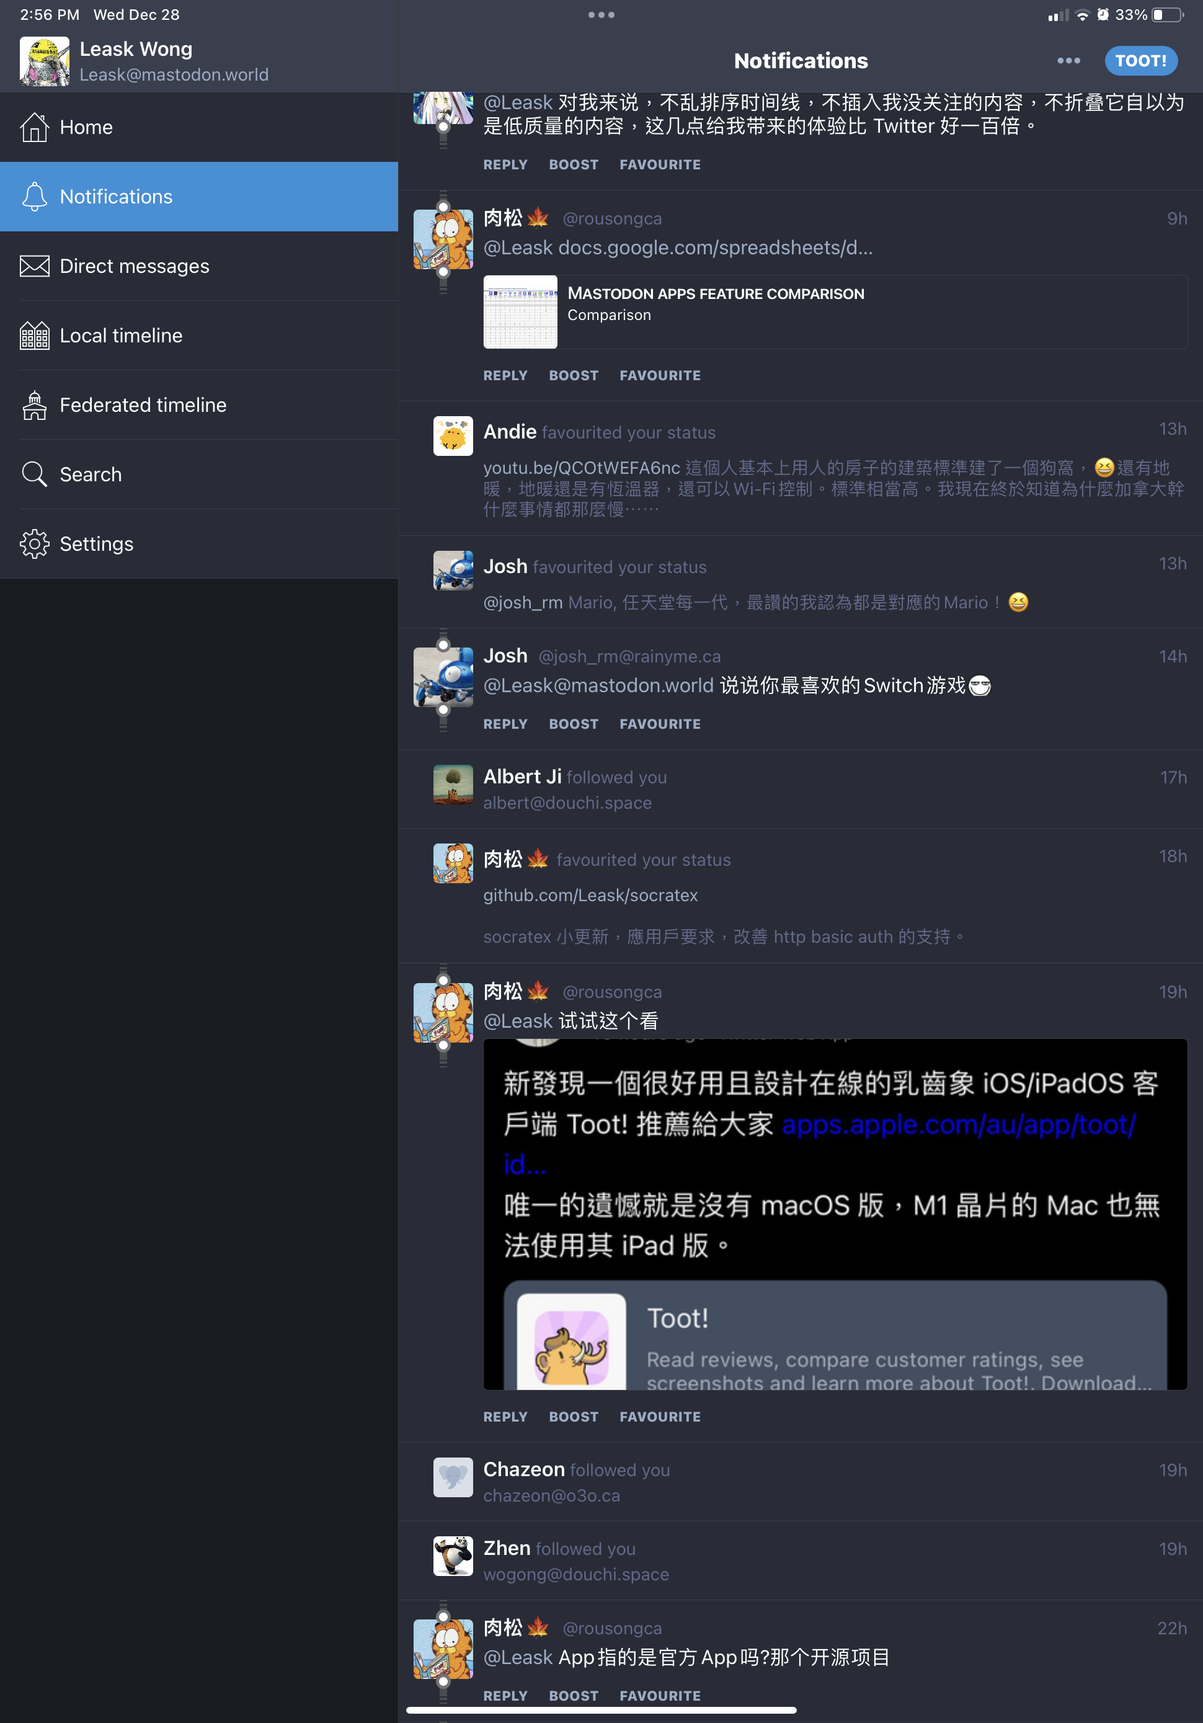 2:56 PM Wed Dec 28
33%
Leask Wong
Leask@mastodon.world
Home
Notifications
Direct messages
Local timeline
Federated timeline
Search
Settings
Notifications
TOOT!
@Leask 对我来说，不乱排序时间线，不插入我没关注的内容，不折叠它自以为
是低质量的内容，这几点给我带来的体验比 Twitter 好一百倍。
REPLY BOOST FAVOURITE
肉松🍁 @rousongca 9h
@Leask docs.google.com/spreadsheets/d...
MASTODON APPS FEATURE COMPARISON
Comparison
REPLY BOOST FAVOURITE
Andie favourited your status 13h
youtu.be/QCOtWEFA6nc 這個人基本上用人的房子的建築標準建了一個狗窩，😆還有地
暖，地暖還是有恆溫器，還可以Wi-Fi控制。標準相當高。我現在終於知道為什麼加拿大幹
什麼事情都那麼慢⋯⋯
Josh favourited your status 13h
@josh_rm Mario, 任天堂每一代，最讚的我認為都是對應的Mario！😆
Josh @josh_rm@rainyme.ca 14h
@Leask@mastodon.world 说说你最喜欢的Switch游戏
REPLY BOOST FAVOURITE
Albert Ji followed you 17h
albert@douchi.space
肉松🍁 favourited your status 18h
github.com/Leask/socratex
socratex 小更新，應用戶要求，改善 http basic auth 的支持。
肉松🍁 @rousongca 19h
@Leask 试试这个看
新發現一個很好用且設計在線的乳齒象 iOS/iPadOS 客
戶端 Toot! 推薦給大家 apps.apple.com/au/app/toot/
id...
唯一的遺憾就是沒有 macOS 版，M1 晶片的 Mac 也無
法使用其 iPad 版。
Toot!
Read reviews, compare customer ratings, see
screenshots and learn more about Toot!. Download...
REPLY BOOST FAVOURITE
Chazeon followed you 19h
chazeon@o3o.ca
Zhen followed you 19h
wogong@douchi.space
肉松🍁 @rousongca 22h
@Leask App指的是官方App吗?那个开源项目
REPLY BOOST FAVOURITE